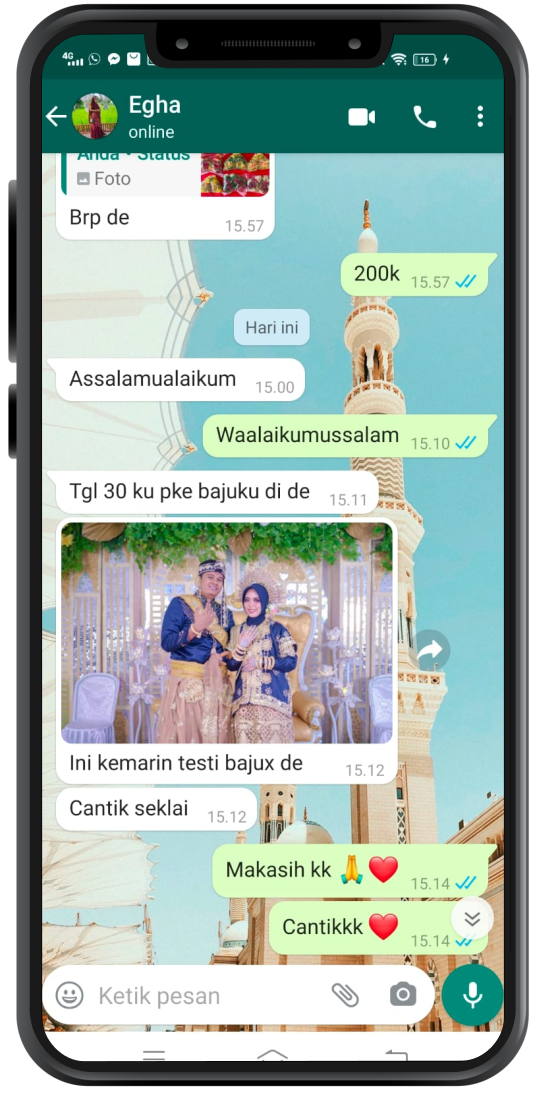 4G
16
Egha
online
Anda • Status
Foto
Brp de
15.57
200k 15.57
Hari ini
Assalamualaikum 15.00
Waalaikumussalam 15.10
Tgl 30 ku pke bajuku di de 15.11
Ini kemarin testi bajux de 15.12
Cantik seklai 15.12
Makasih kk 🙏❤️ 15.14
Cantikkk ❤️ 15.14
Ketik pesan